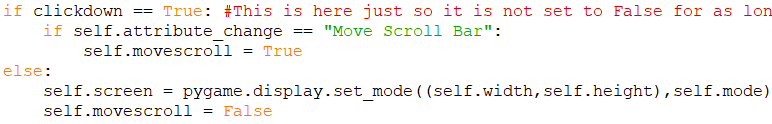 if clickdown == True: #This is here just so it is not set to False for as lon
if self.attribute_change == "Move Scroll Bar":
self.movescroll = True
else:
self.screen = pygame.display.set_mode((self.width,self.height),self.mode)
self.movescroll = False